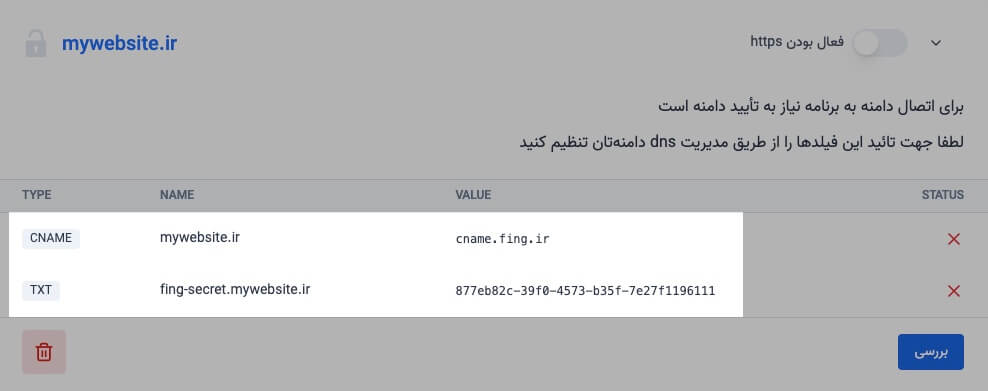 mywebsite.ir
فعال بودن https
برای اتصال دامنه به برنامه نیاز به تأیید دامنه است
لطفا جهت تائید این فیلدها را از طریق مدیریت dns دامنه‌تان تنظیم کنید
TYPE NAME VALUE STATUS
CNAME mywebsite.ir cname.fing.ir
TXT fing-secret.mywebsite.ir 877eb82c-39f0-4573-b35f-7e27f1196111
بررسی